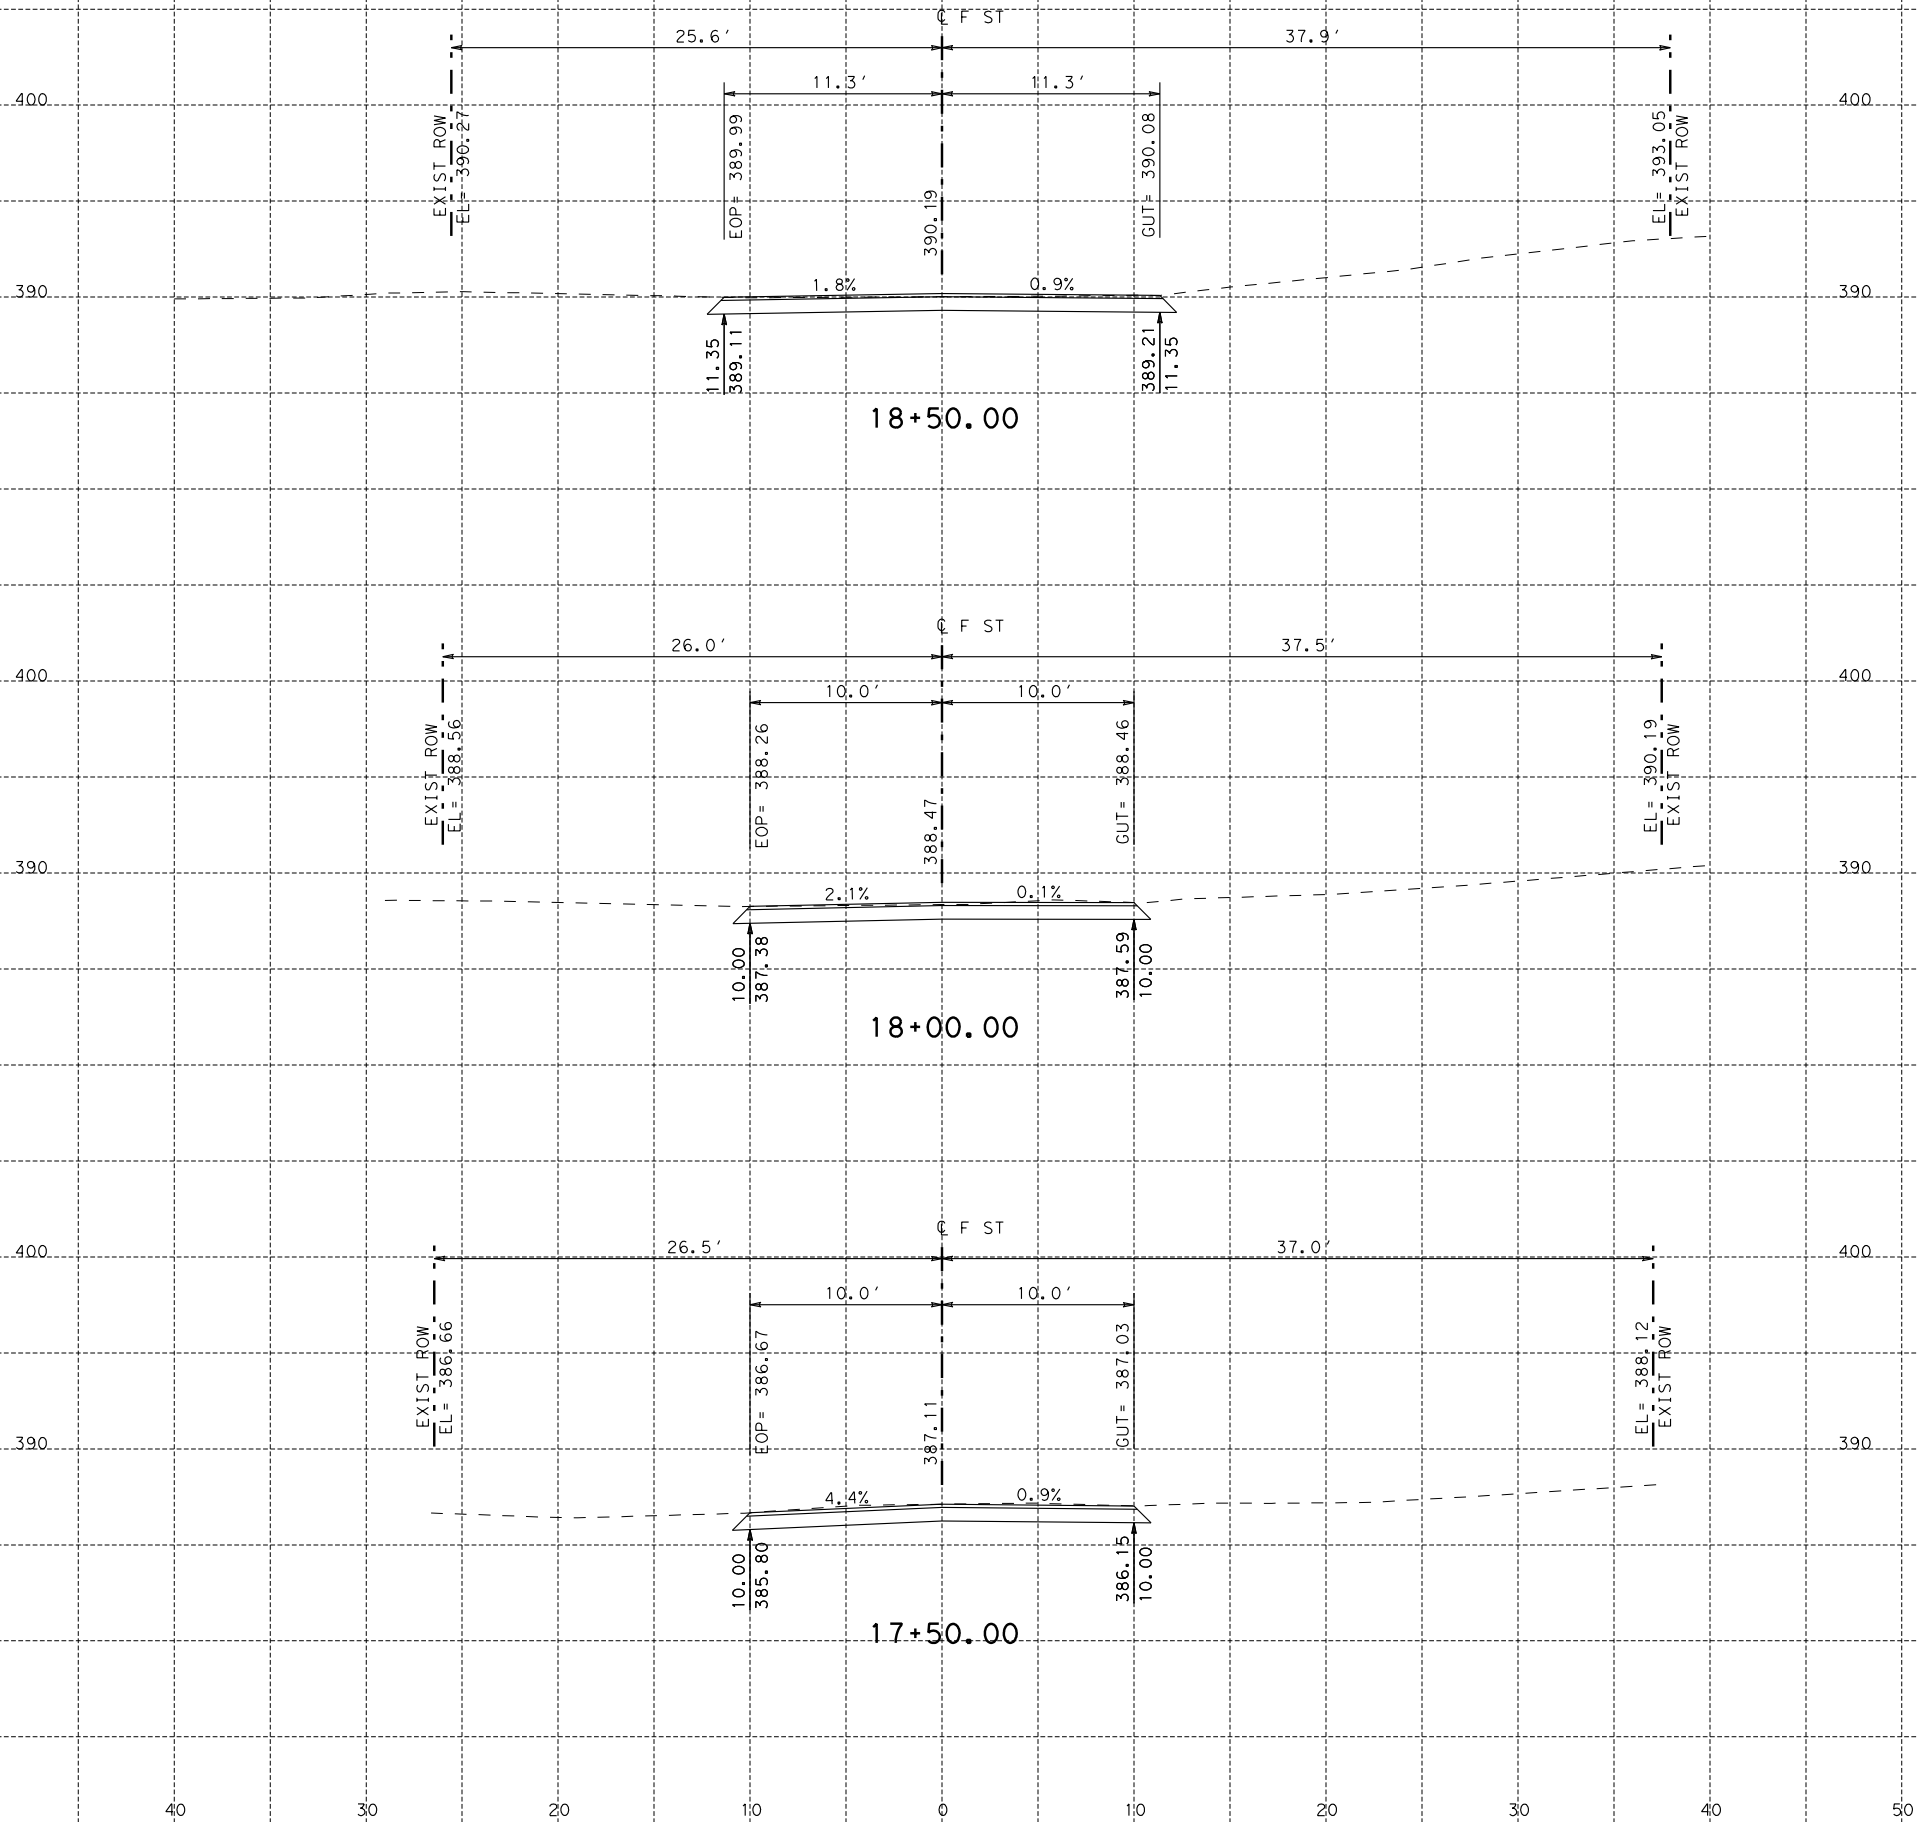 ℄ F ST
25.6′ 37.9′
11.3′ 11.3′
400 400
EXIST ROW
EL= 390.27
EOP= 389.99
390.19
GUT= 390.08
EL= 393.05
EXIST ROW
390 1.8% 0.9% 390
11.35
389.11
389.21
11.35
18+50.00
℄ F ST
26.0′ 37.5′
400 10.0′ 10.0′ 400
EXIST ROW
EL= 388.56
EOP= 388.26
388.47
GUT= 388.46
EL= 390.19
EXIST ROW
390 390
2.1% 0.1%
10.00
387.38
387.59
10.00
18+00.00
℄ F ST
400 26.5′ 37.0′ 400
10.0′ 10.0′
EXIST ROW
EL= 386.66
EOP= 386.67
387.11
GUT= 387.03
EL= 388.12
EXIST ROW
390 390
4.4% 0.9%
10.00
385.80
386.15
10.00
17+50.00
40 30 20 10 0 10 20 30 40 50